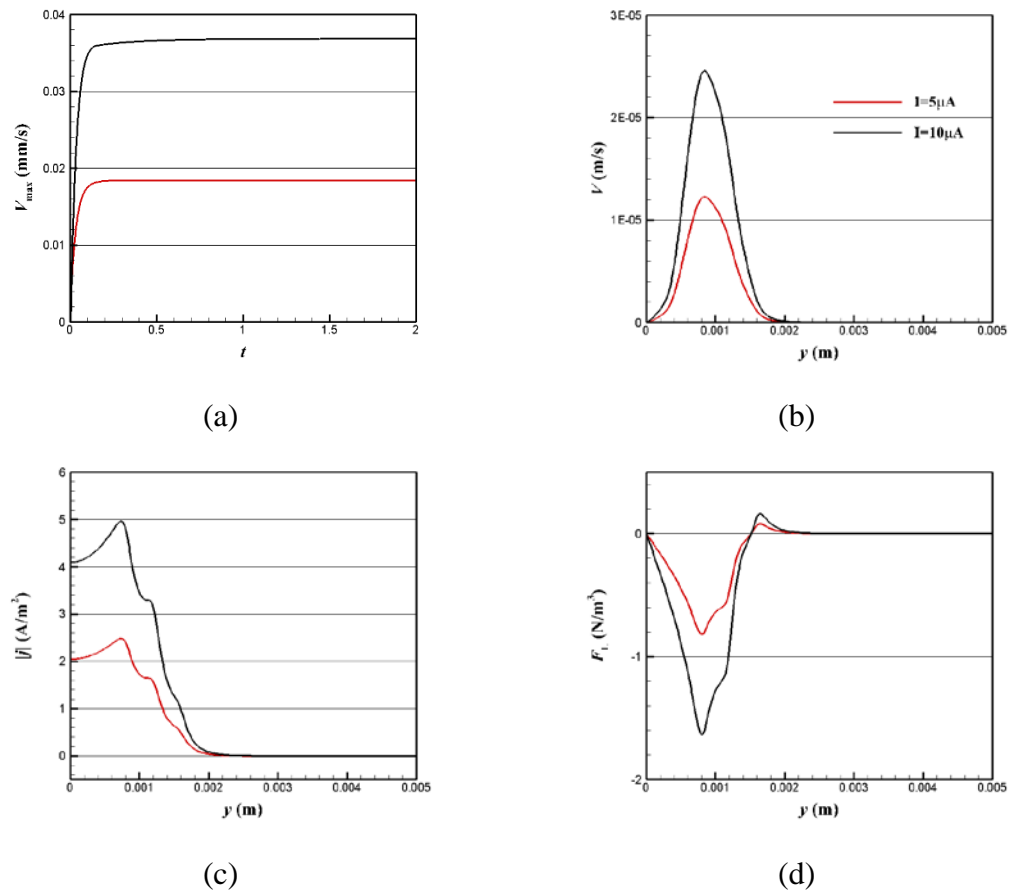 0.04
0.03
0.02
0.01
0
V_max (mm/s)
0 0.5 1 1.5 2
t
(a)
3E-05
2E-05
1E-05
0
V (m/s)
I=5μA
I=10μA
0 0.001 0.002 0.003 0.004 0.005
y (m)
(b)
6
5
4
3
2
1
0
|j| (A/m²)
0 0.001 0.002 0.003 0.004 0.005
y (m)
(c)
0
-1
-2
F_L (N/m³)
0 0.001 0.002 0.003 0.004 0.005
y (m)
(d)